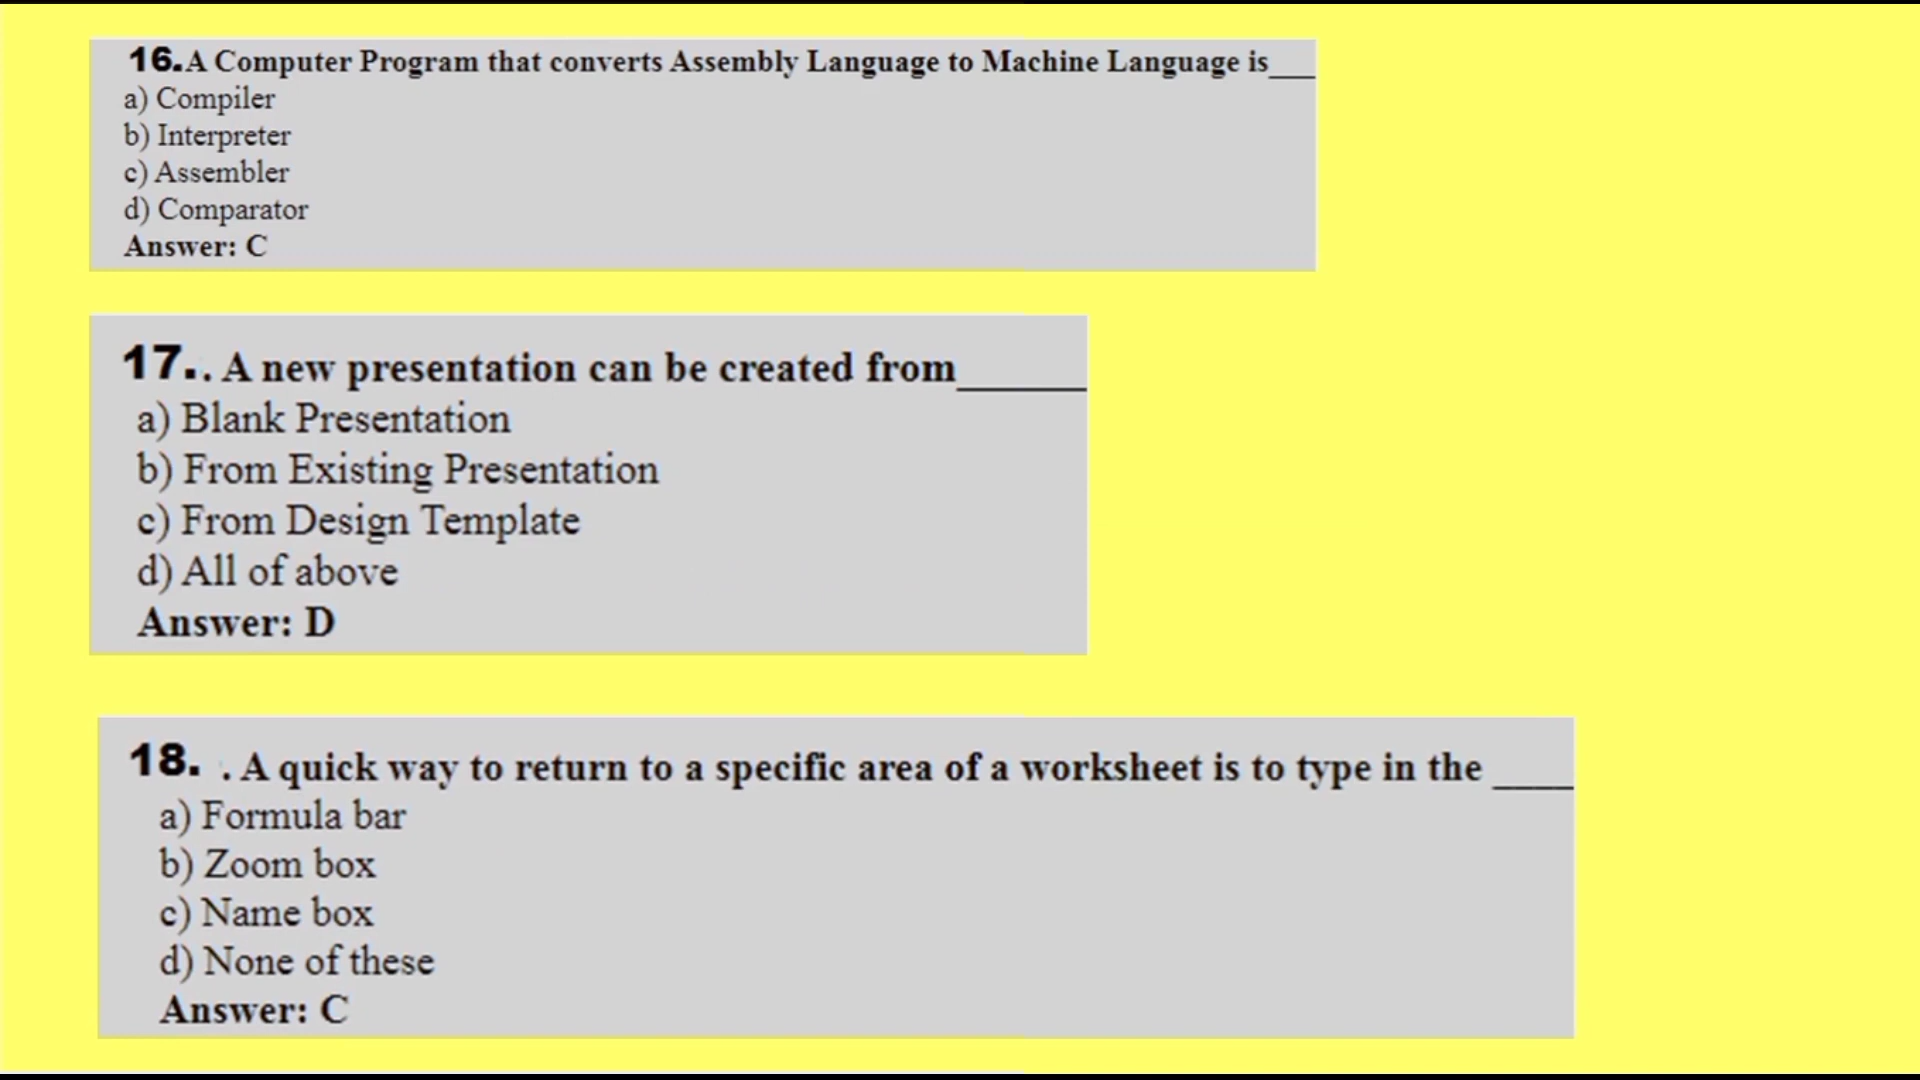 16.A Computer Program that converts Assembly Language to Machine Language is___
a) Compiler
b) Interpreter
c) Assembler
d) Comparator
Answer: C
17.. A new presentation can be created from______
a) Blank Presentation
b) From Existing Presentation
c) From Design Template
d) All of above
Answer: D
18. . A quick way to return to a specific area of a worksheet is to type in the ____
a) Formula bar
b) Zoom box
c) Name box
d) None of these
Answer: C